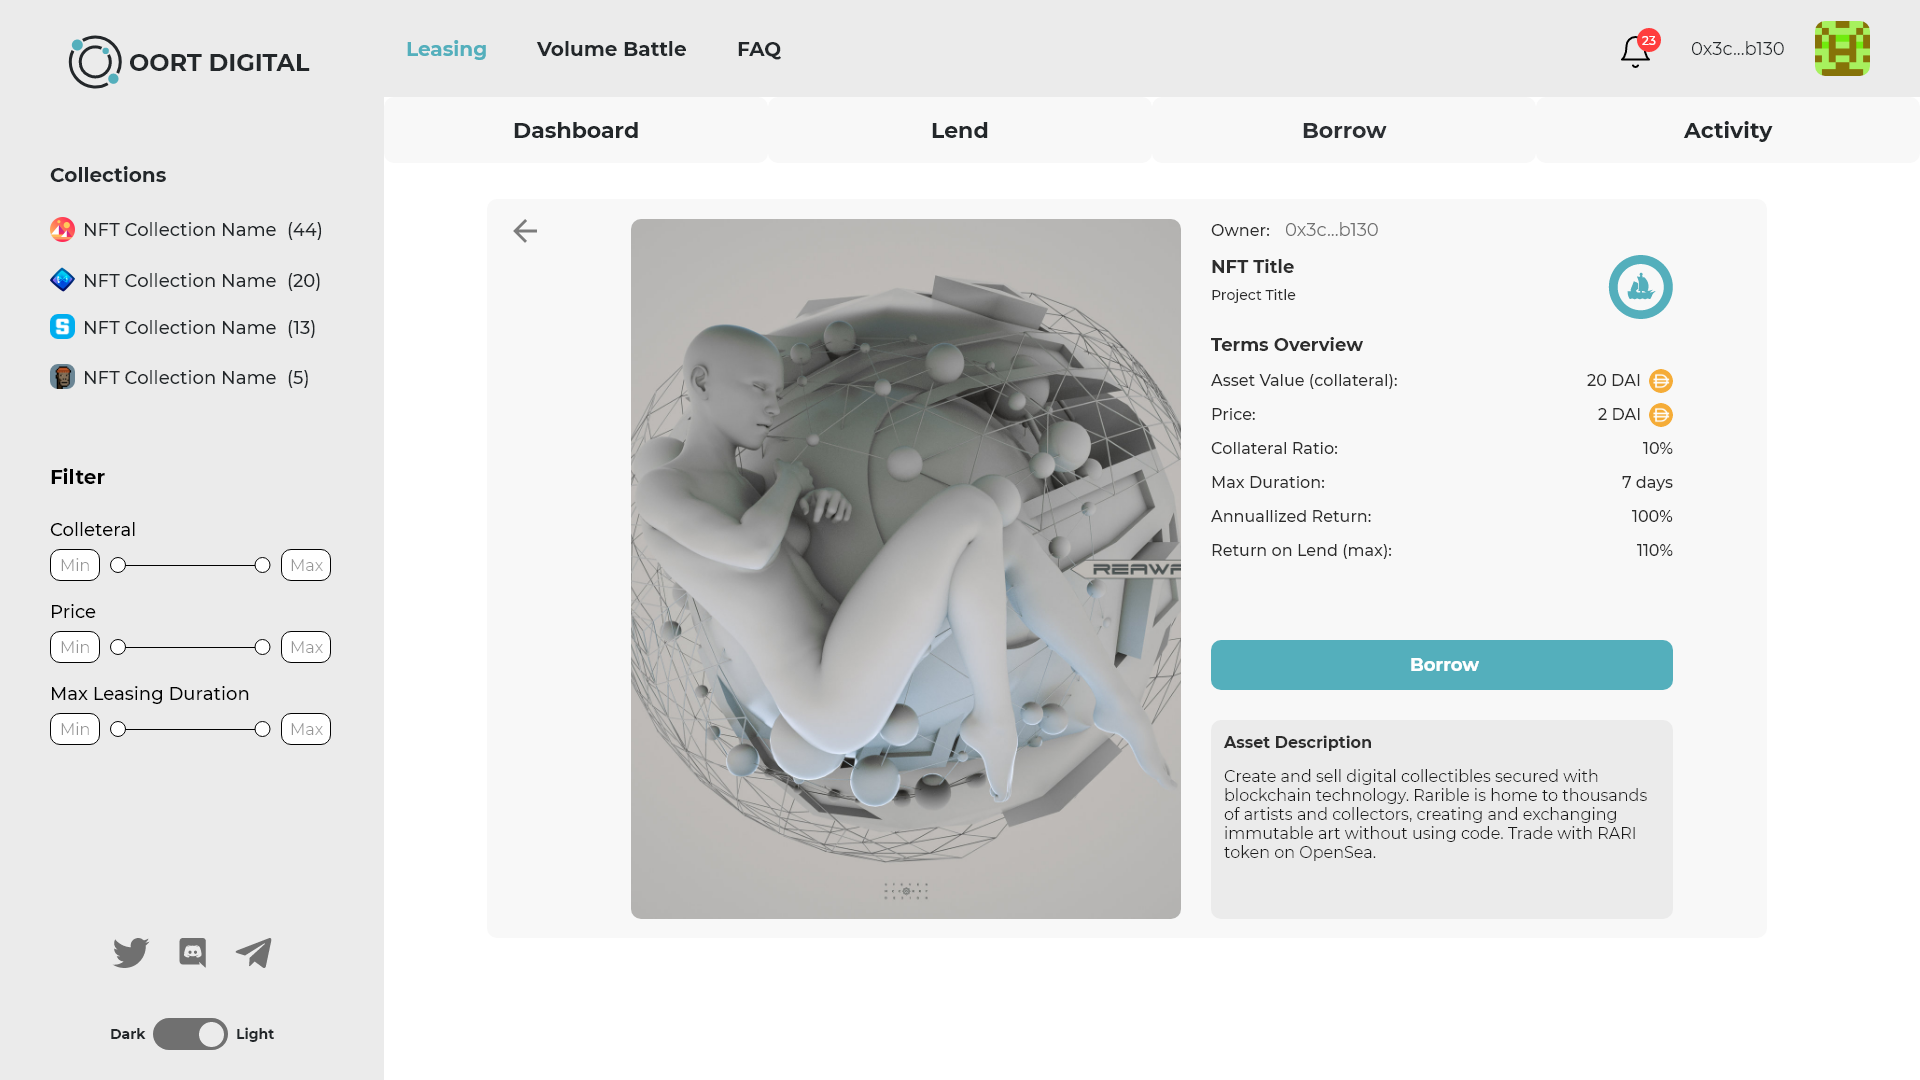 OORT DIGITAL
Leasing
Volume Battle
FAQ
23
0x3c...b130
Dashboard
Lend
Borrow
Activity
Collections
NFT Collection Name (44)
NFT Collection Name (20)
NFT Collection Name (13)
NFT Collection Name (5)
Filter
Colleteral
Min
Max
Price
Min
Max
Max Leasing Duration
Min
Max
Dark
Light
REAWA
Owner: 0x3c...b130
NFT Title
Project Title
Terms Overview
Asset Value (collateral): 20 DAI
Price: 2 DAI
Collateral Ratio: 10%
Max Duration: 7 days
Annuallized Return: 100%
Return on Lend (max): 110%
Borrow
Asset Description
Create and sell digital collectibles secured with
blockchain technology. Rarible is home to thousands
of artists and collectors, creating and exchanging
immutable art without using code. Trade with RARI
token on OpenSea.